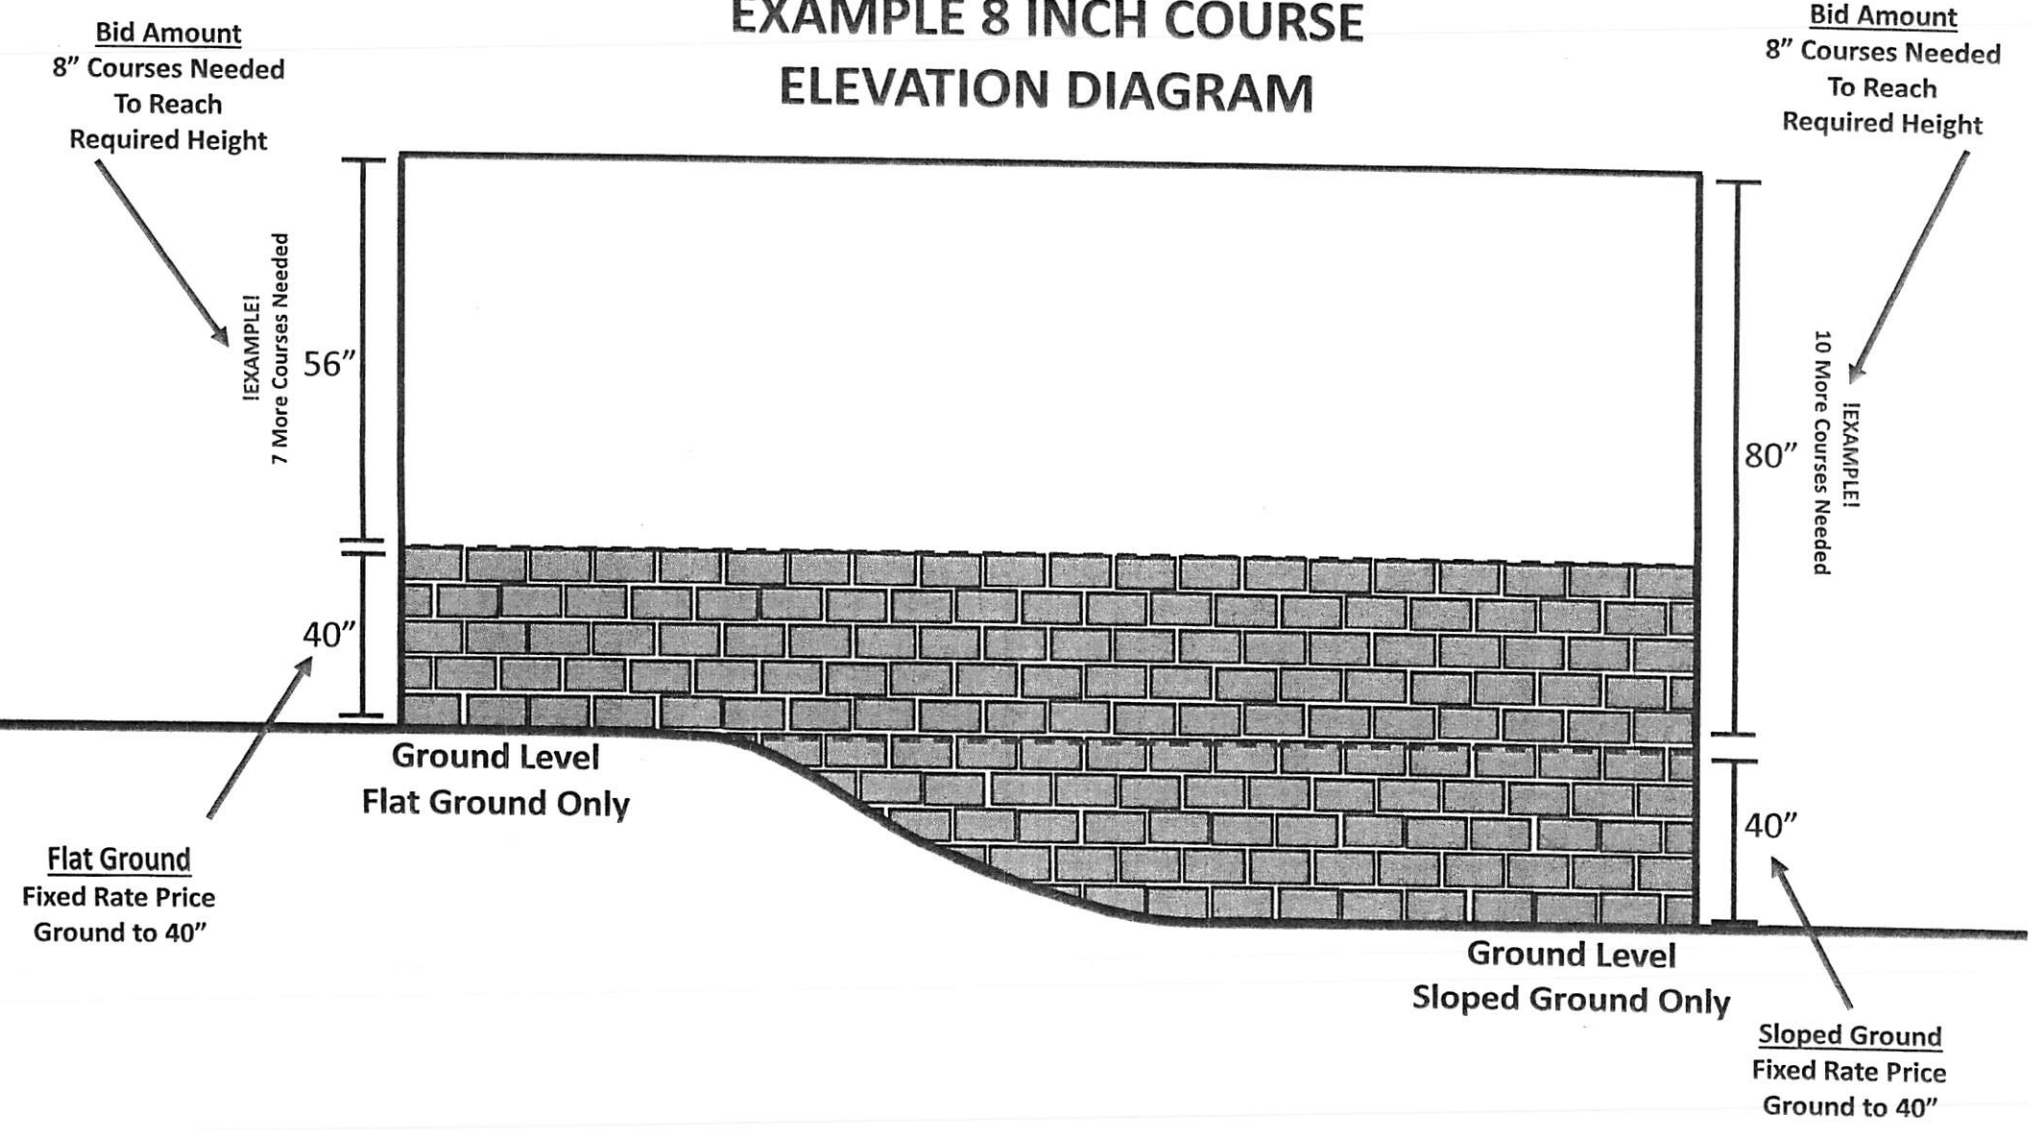 EXAMPLE 8 INCH COURSE
ELEVATION DIAGRAM
Bid Amount
8” Courses Needed
To Reach
Required Height
Bid Amount
8” Courses Needed
To Reach
Required Height
!EXAMPLE!
7 More Courses Needed
56”
40”
80”
!EXAMPLE!
10 More Courses Needed
40”
Ground Level
Flat Ground Only
Flat Ground
Fixed Rate Price
Ground to 40”
Ground Level
Sloped Ground Only
Sloped Ground
Fixed Rate Price
Ground to 40”